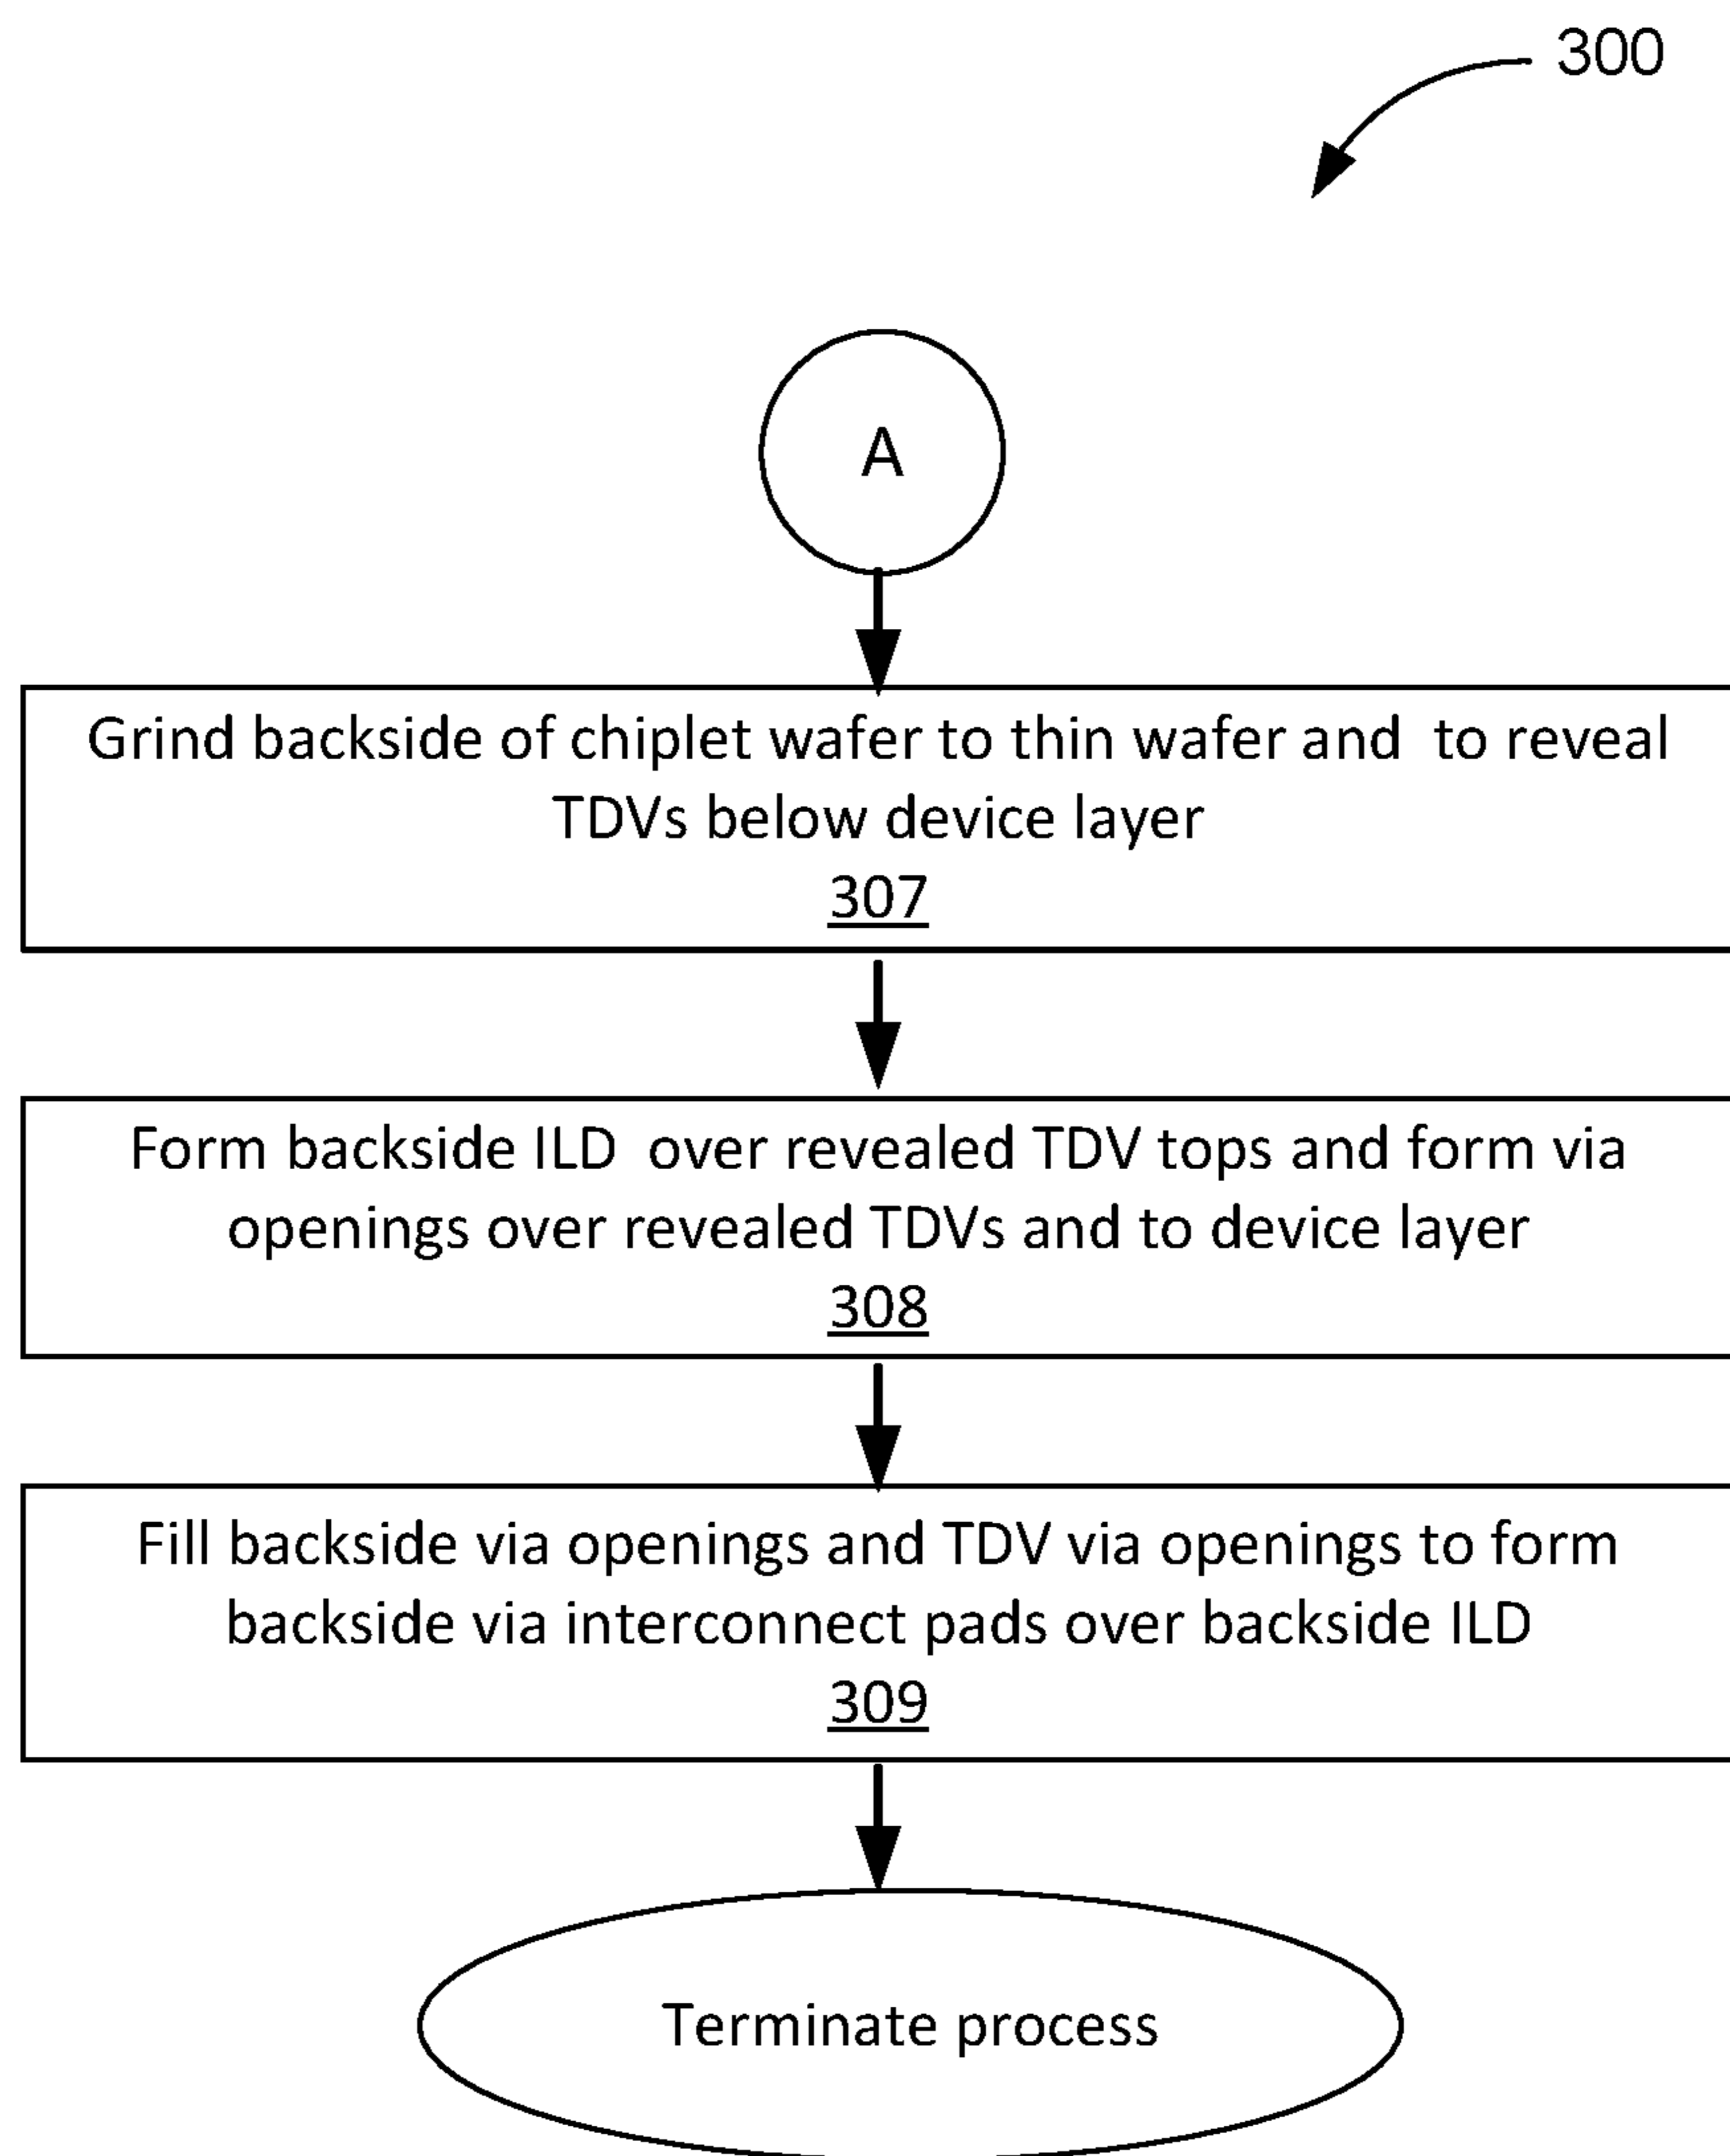 300
A
Grind backside of chiplet wafer to thin wafer and  to reveal
TDVs below device layer
307
Form backside ILD  over revealed TDV tops and form via
openings over revealed TDVs and to device layer
308
Fill backside via openings and TDV via openings to form
backside via interconnect pads over backside ILD
309
Terminate process